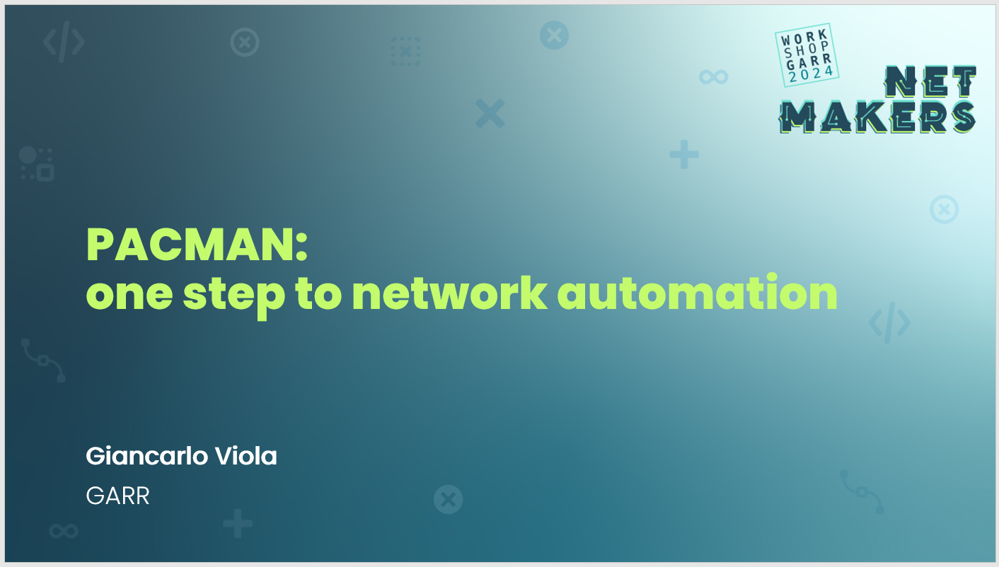 WORK
SHOP
GARR
2024
NET
MAKERS
PACMAN:
one step to network automation
Giancarlo Viola
GARR